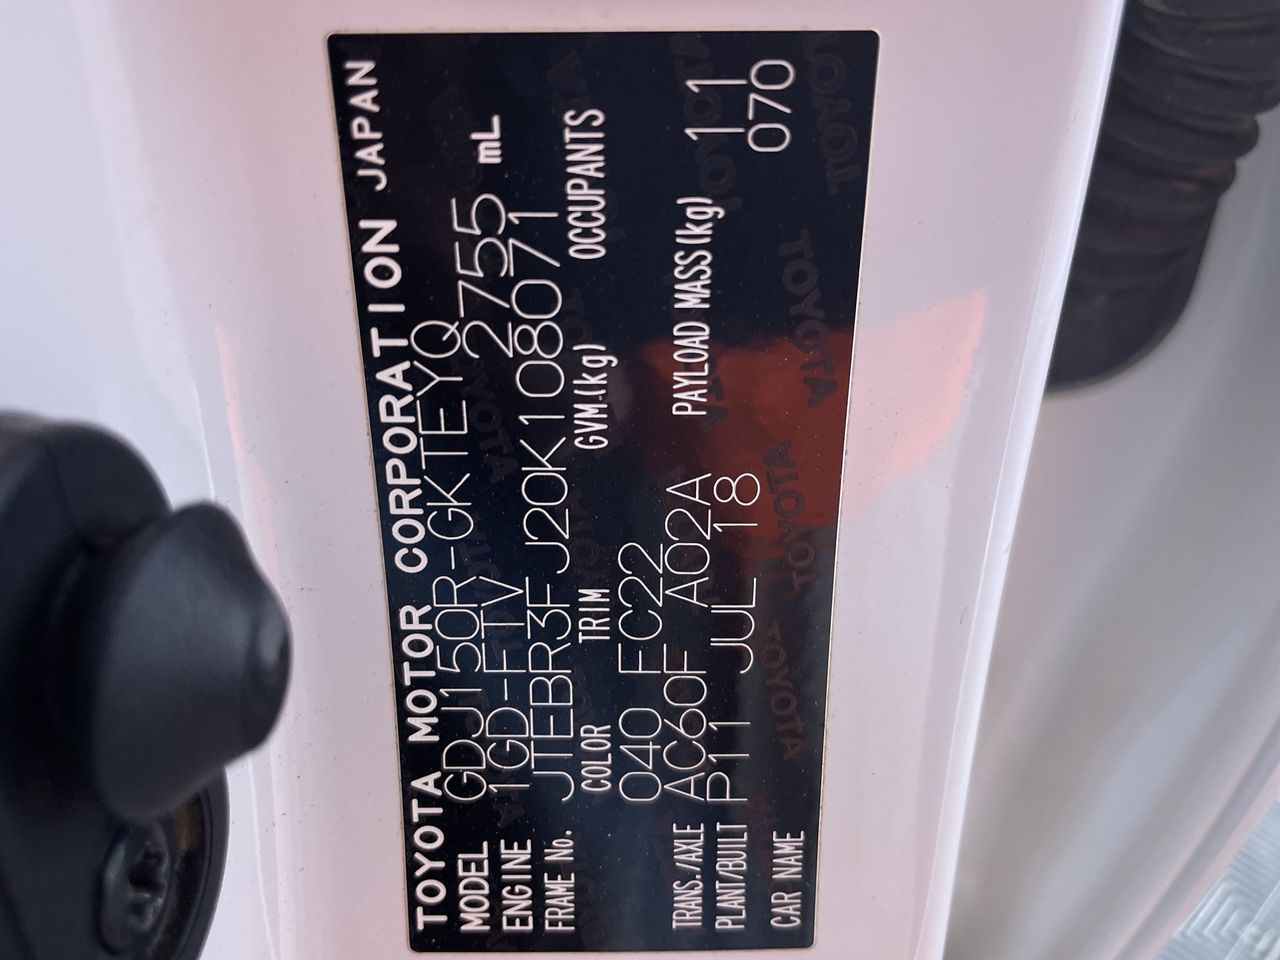 TOYOTA MOTOR CORPORATION JAPAN
MODEL GDJ150R-GKTEYQ
ENGINE 1GD-FTV 2755 mL
FRAME No. JTEBR3FJ20K108071
COLOR TRIM GVM(kg) OCCUPANTS
040 FC22
TRANS./AXLE AC60F A02A PAYLOAD MASS(kg) 11
PLANT/BUILT P11 JUL 18 11
CAR NAME 070